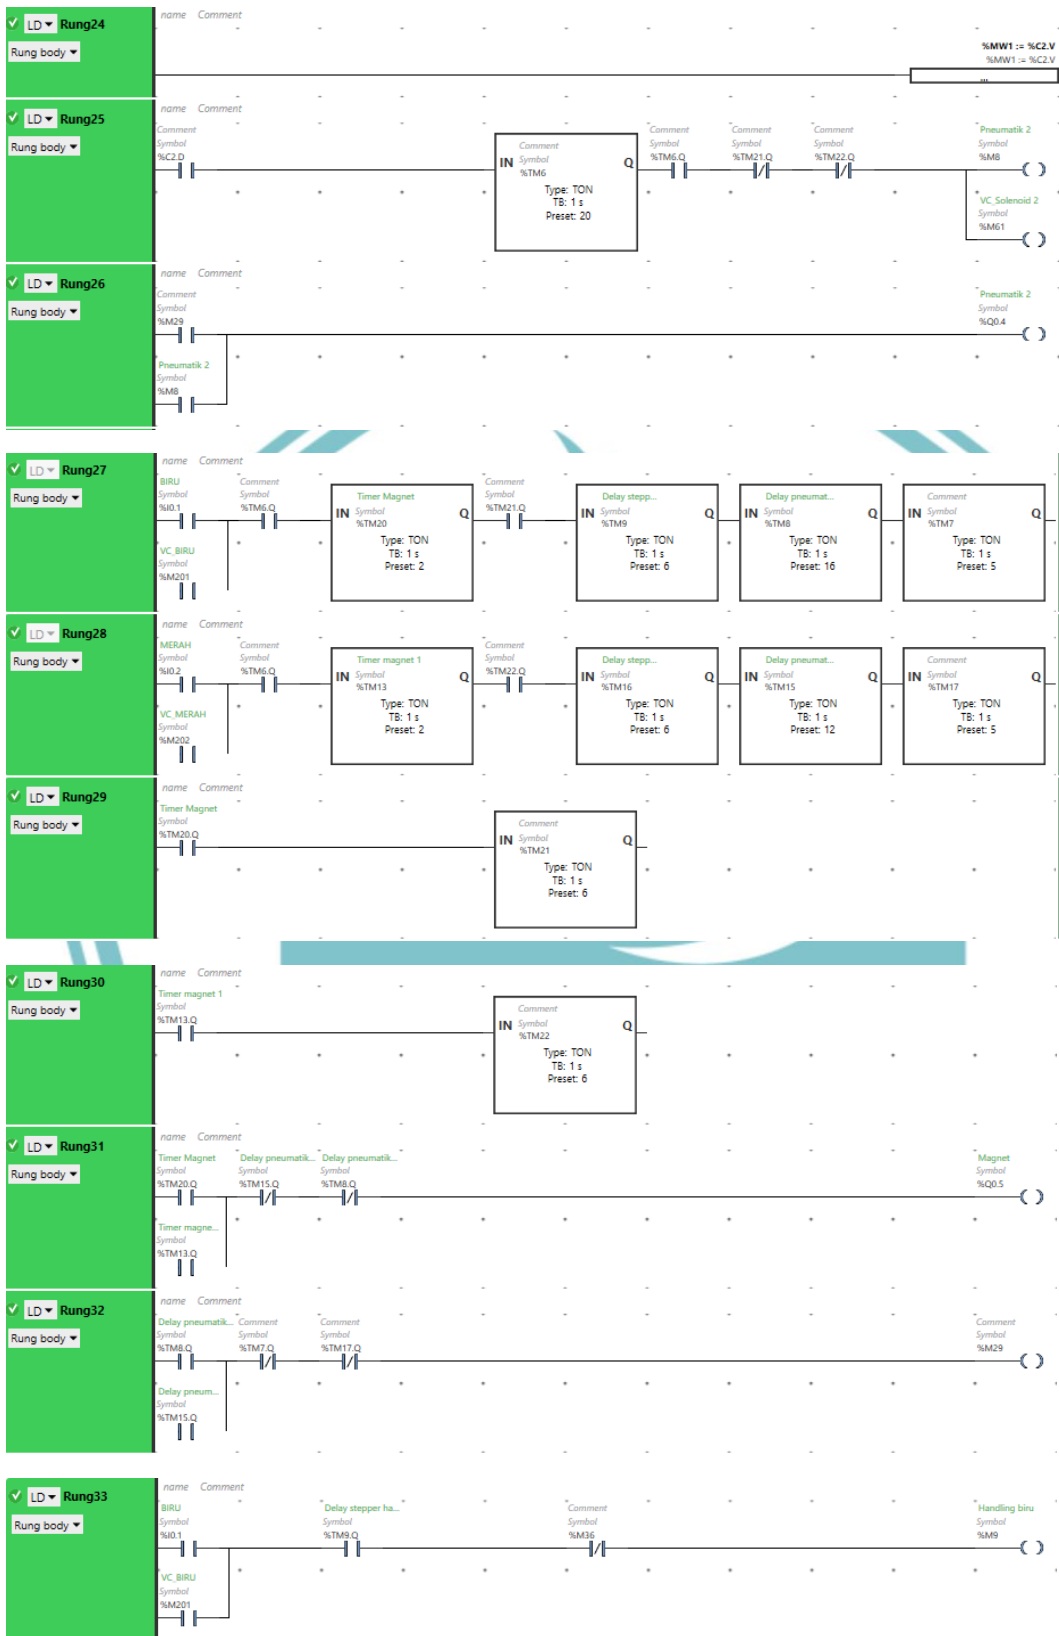 name Comment
LD Rung24
Rung body
%MW1 := %C2.V
%MW1 := %C2.V
...
name Comment
LD Rung25
Rung body
Comment
Symbol
%C2.D
Comment
IN Symbol Q
%TM6
Type: TON
TB: 1 s
Preset: 20
Comment Comment Comment Pneumatik 2
Symbol Symbol Symbol Symbol
%TM6.Q %TM21.Q %TM22.Q %M8
VC_Solenoid 2
Symbol
%M61
name Comment
LD Rung26
Rung body
Comment Pneumatik 2
Symbol Symbol
%M29 %Q0.4
Pneumatik 2
Symbol
%M8
name Comment
LD Rung27
Rung body
BIRU Comment Comment
Symbol Symbol Symbol
%I0.1 %TM6.Q %TM21.Q
Timer Magnet Delay stepp... Delay pneumat... Comment
IN Symbol Q IN Symbol Q IN Symbol Q IN Symbol Q
%TM20 %TM9 %TM8 %TM7
Type: TON Type: TON Type: TON Type: TON
TB: 1 s TB: 1 s TB: 1 s TB: 1 s
Preset: 2 Preset: 6 Preset: 16 Preset: 5
VC_BIRU
Symbol
%M201
name Comment
LD Rung28
Rung body
MERAH Comment Comment
Symbol Symbol Symbol
%I0.2 %TM6.Q %TM22.Q
Timer magnet 1 Delay stepp... Delay pneumat... Comment
IN Symbol Q IN Symbol Q IN Symbol Q IN Symbol Q
%TM13 %TM16 %TM15 %TM17
Type: TON Type: TON Type: TON Type: TON
TB: 1 s TB: 1 s TB: 1 s TB: 1 s
Preset: 2 Preset: 6 Preset: 12 Preset: 5
VC_MERAH
Symbol
%M202
name Comment
LD Rung29
Rung body
Timer Magnet
Symbol
%TM20.Q
Comment
IN Symbol Q
%TM21
Type: TON
TB: 1 s
Preset: 6
name Comment
LD Rung30
Rung body
Timer magnet 1
Symbol
%TM13.Q
Comment
IN Symbol Q
%TM22
Type: TON
TB: 1 s
Preset: 6
name Comment
LD Rung31
Rung body
Timer Magnet Delay pneumatik... Delay pneumatik... Magnet
Symbol Symbol Symbol Symbol
%TM20.Q %TM15.Q %TM8.Q %Q0.5
Timer magne...
Symbol
%TM13.Q
name Comment
LD Rung32
Rung body
Delay pneumatik... Comment Comment Comment
Symbol Symbol Symbol Symbol
%TM8.Q %TM7.Q %TM17.Q %M29
Delay pneum...
Symbol
%TM15.Q
name Comment
LD Rung33
Rung body
BIRU Delay stepper ha... Comment Handling biru
Symbol Symbol Symbol Symbol
%I0.1 %TM9.Q %M36 %M9
VC_BIRU
Symbol
%M201